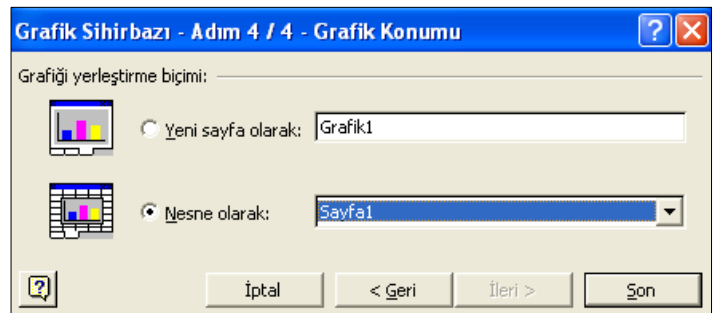 Grafik Sihirbazı - Adım 4 / 4 - Grafik Konumu
Grafiği yerleştirme biçimi:
Yeni sayfa olarak: Grafik1
Nesne olarak: Sayfa1
İptal < Geri İleri > Son